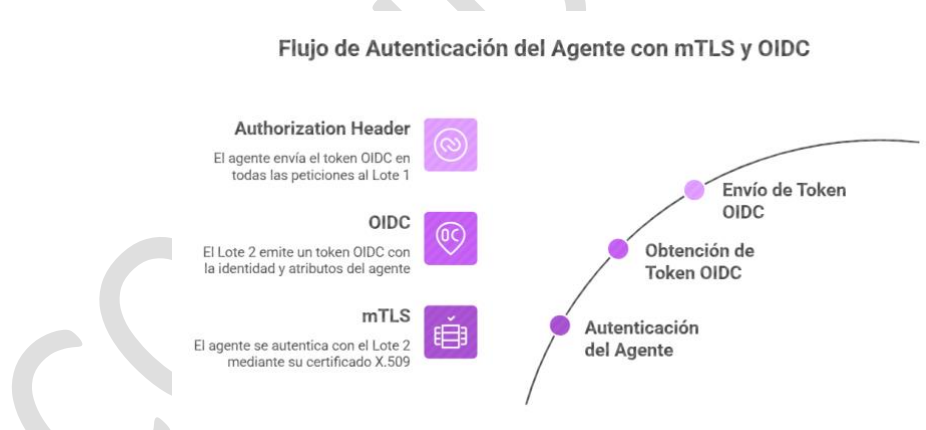 Flujo de Autenticación del Agente con mTLS y OIDC
Authorization Header
El agente envía el token OIDC en
todas las peticiones al Lote 1
OIDC
El Lote 2 emite un token OIDC con
la identidad y atributos del agente
mTLS
El agente se autentica con el Lote 2
mediante su certificado X.509
Envío de Token
OIDC
Obtención de
Token OIDC
Autenticación
del Agente